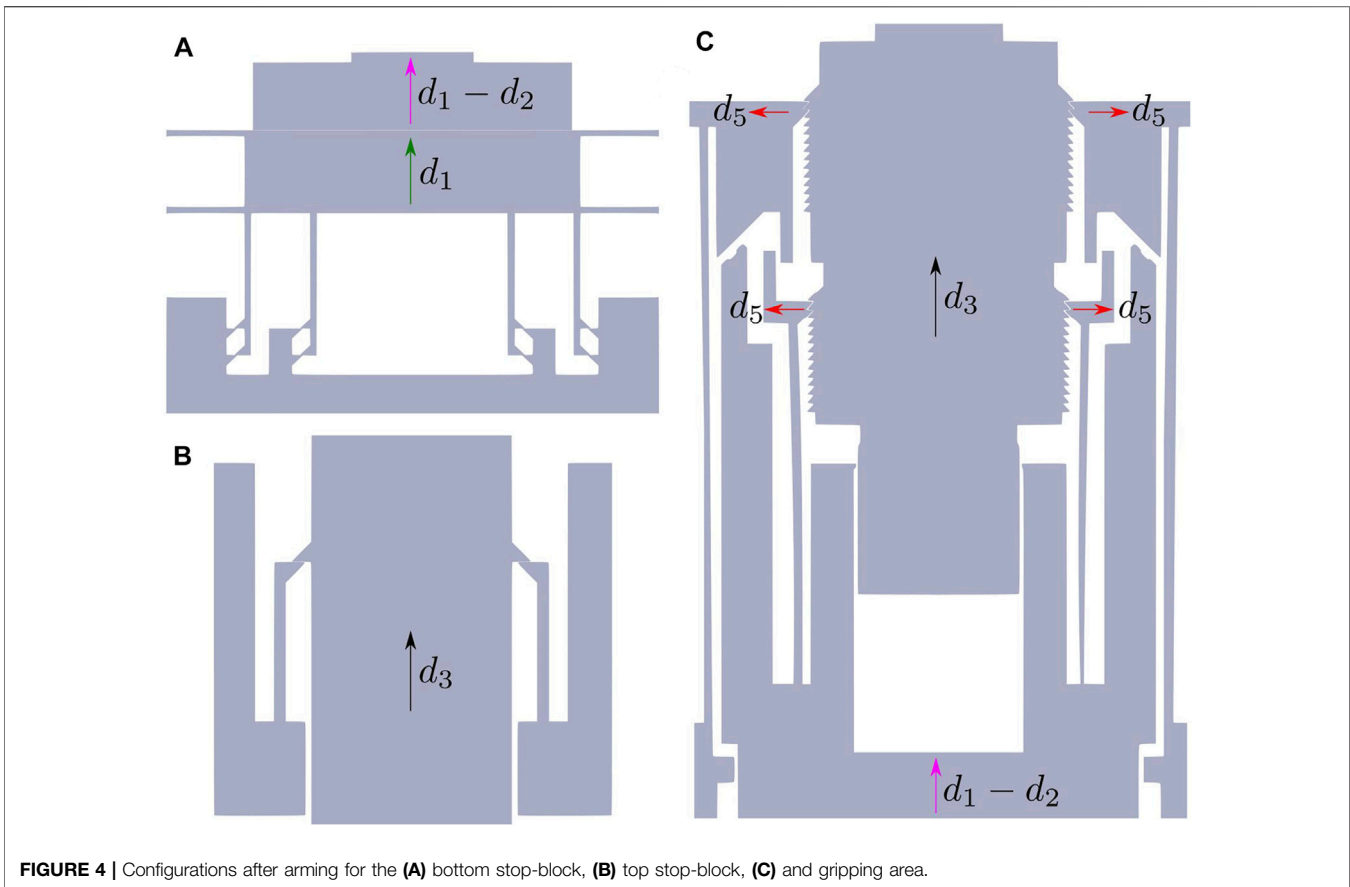 A
d₁ − d₂
d₁
B
d₃
C
d₅ d₅
d₃
d₅ d₅
d₁ − d₂
FIGURE 4 | Configurations after arming for the (A) bottom stop-block, (B) top stop-block, (C) and gripping area.